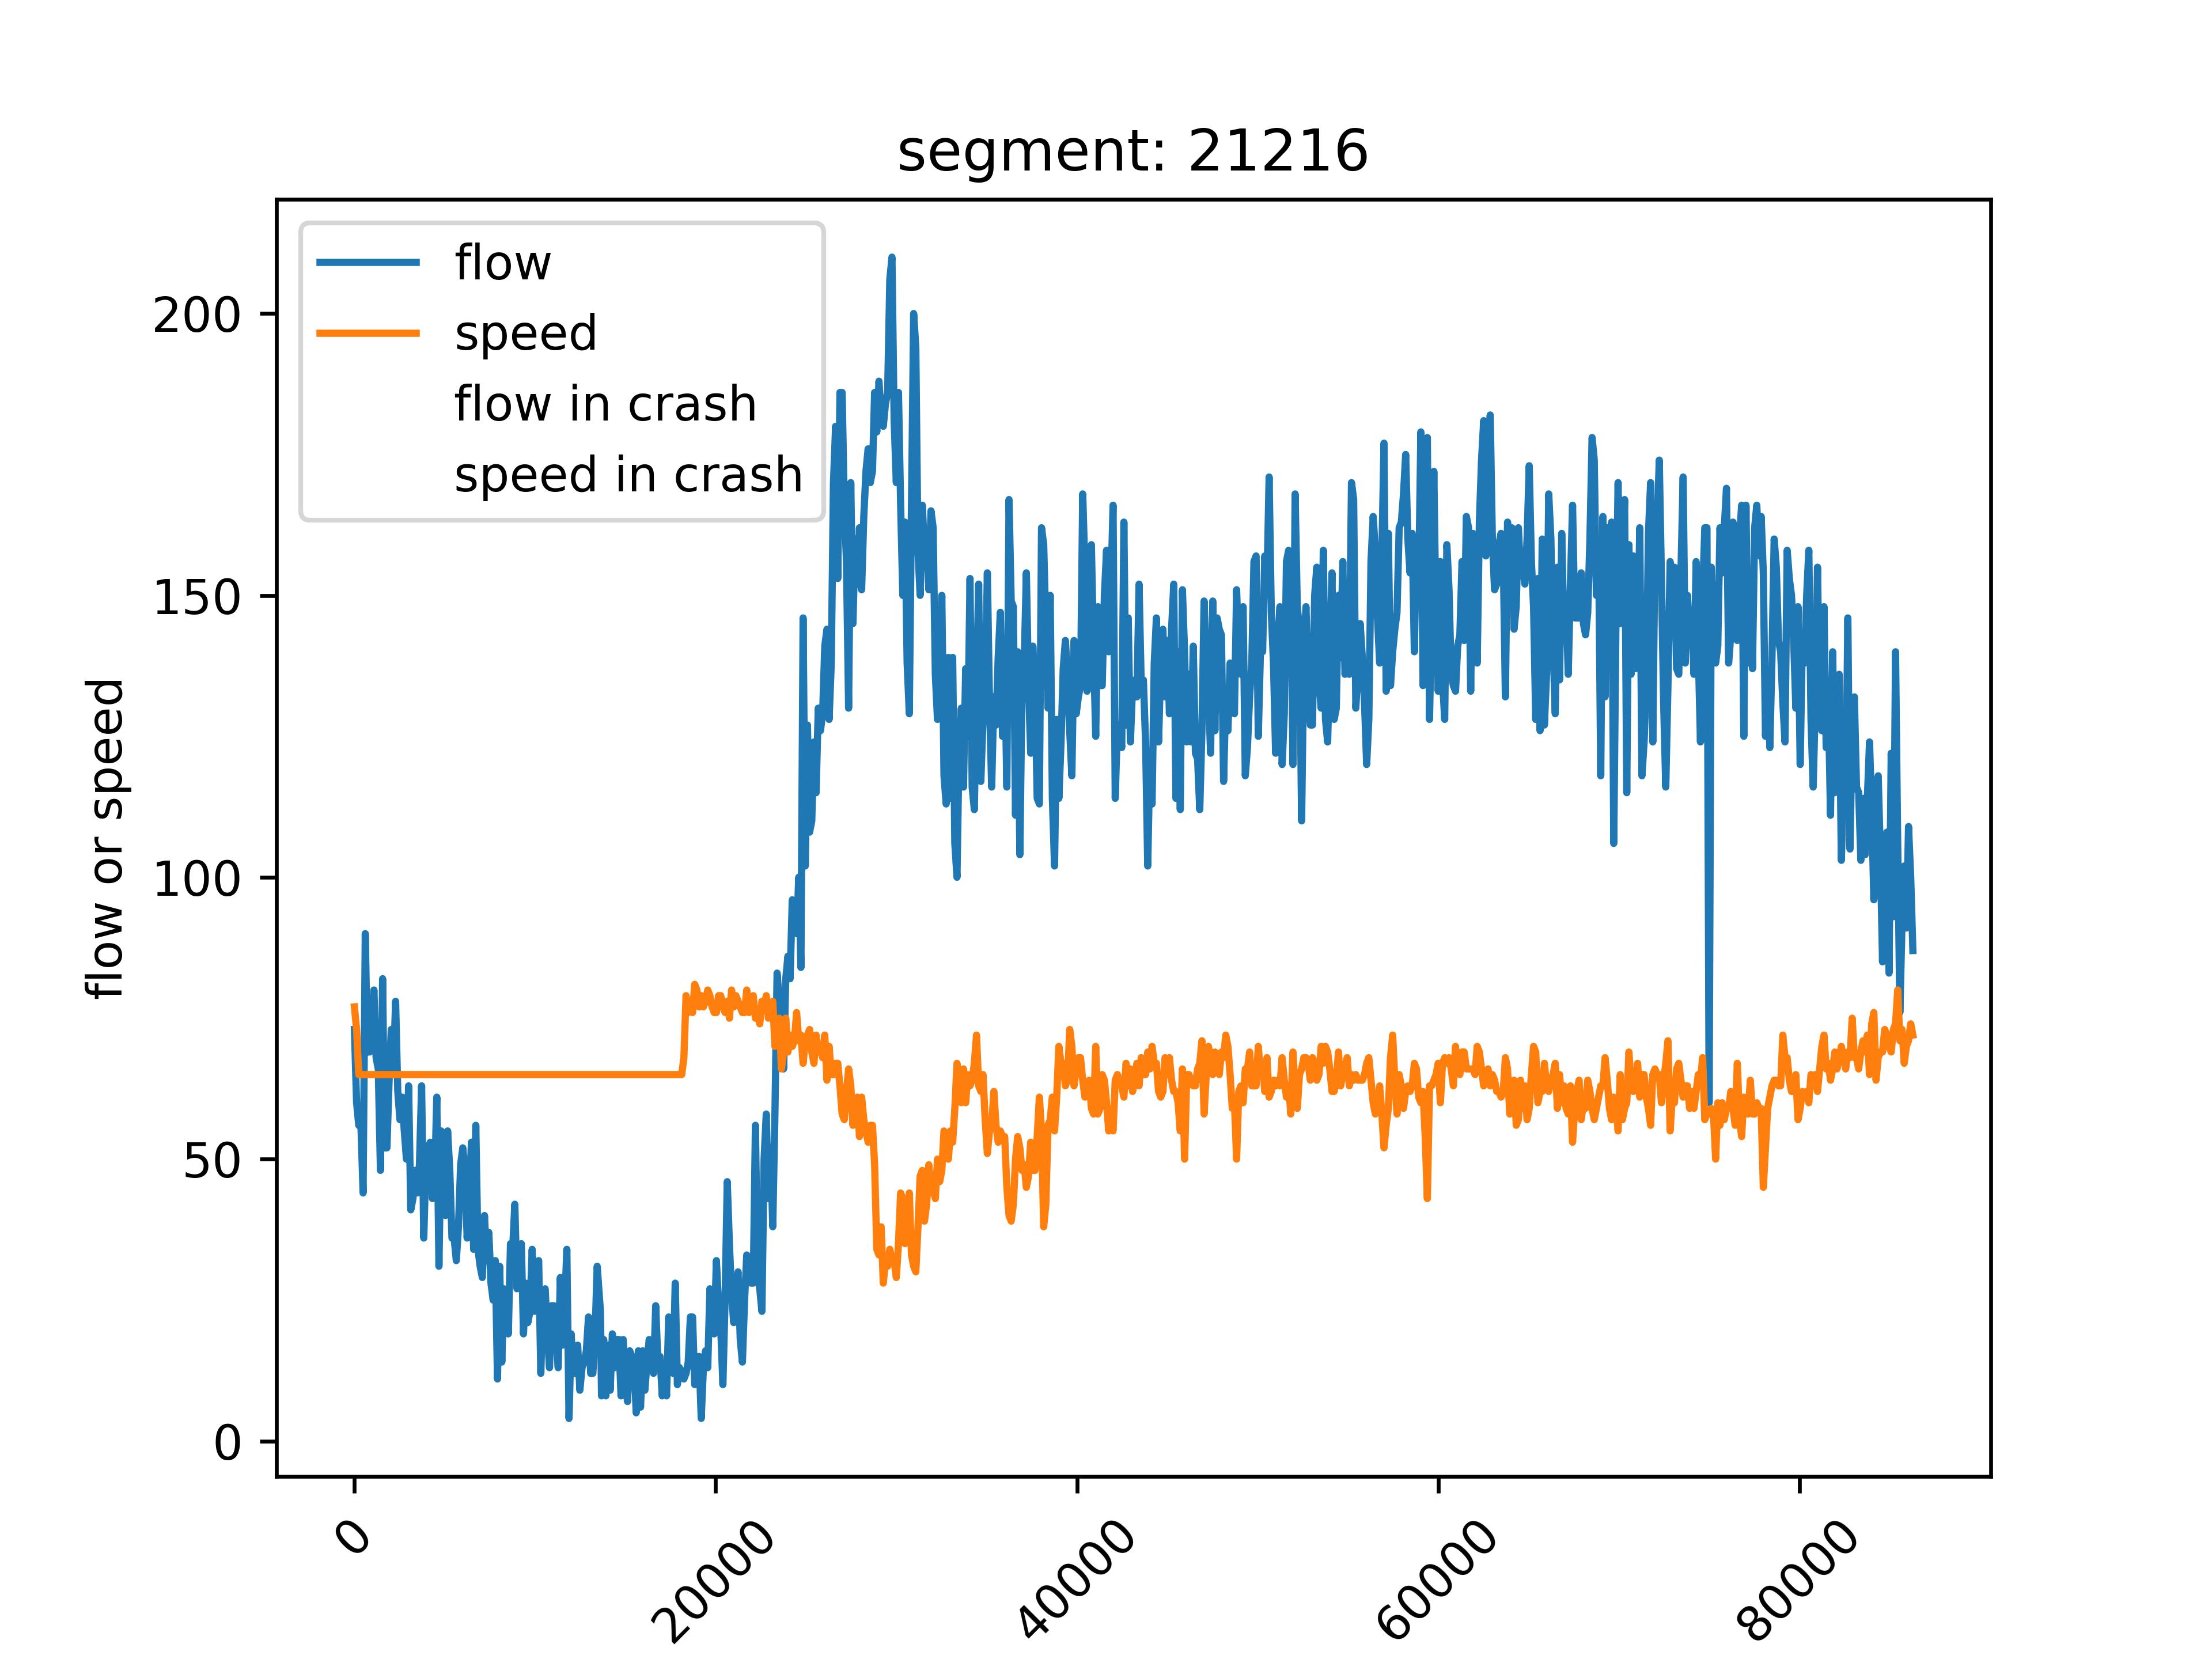 segment: 21216
flow
speed
flow in crash
speed in crash
flow or speed
200
150
100
50
0
0
20000
40000
60000
80000